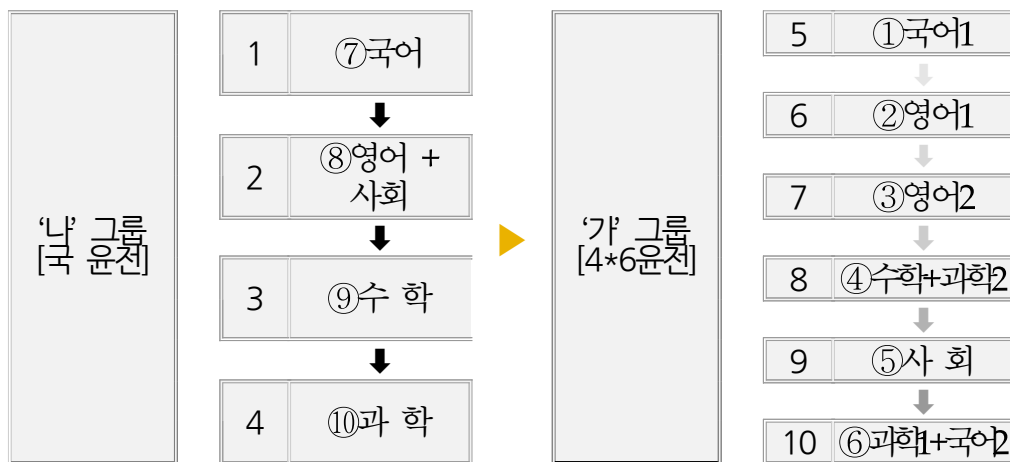 ‘나’ 그룹
[국 윤전]
1 ⑦국어
2 ⑧영어 +
사회
3 ⑨수 학
4 ⑩과 학
‘가’ 그룹
[4*6윤전]
5 ①국어1
6 ②영어1
7 ③영어2
8 ④수학+과학2
9 ⑤사 회
10 ⑥과학1+국어2